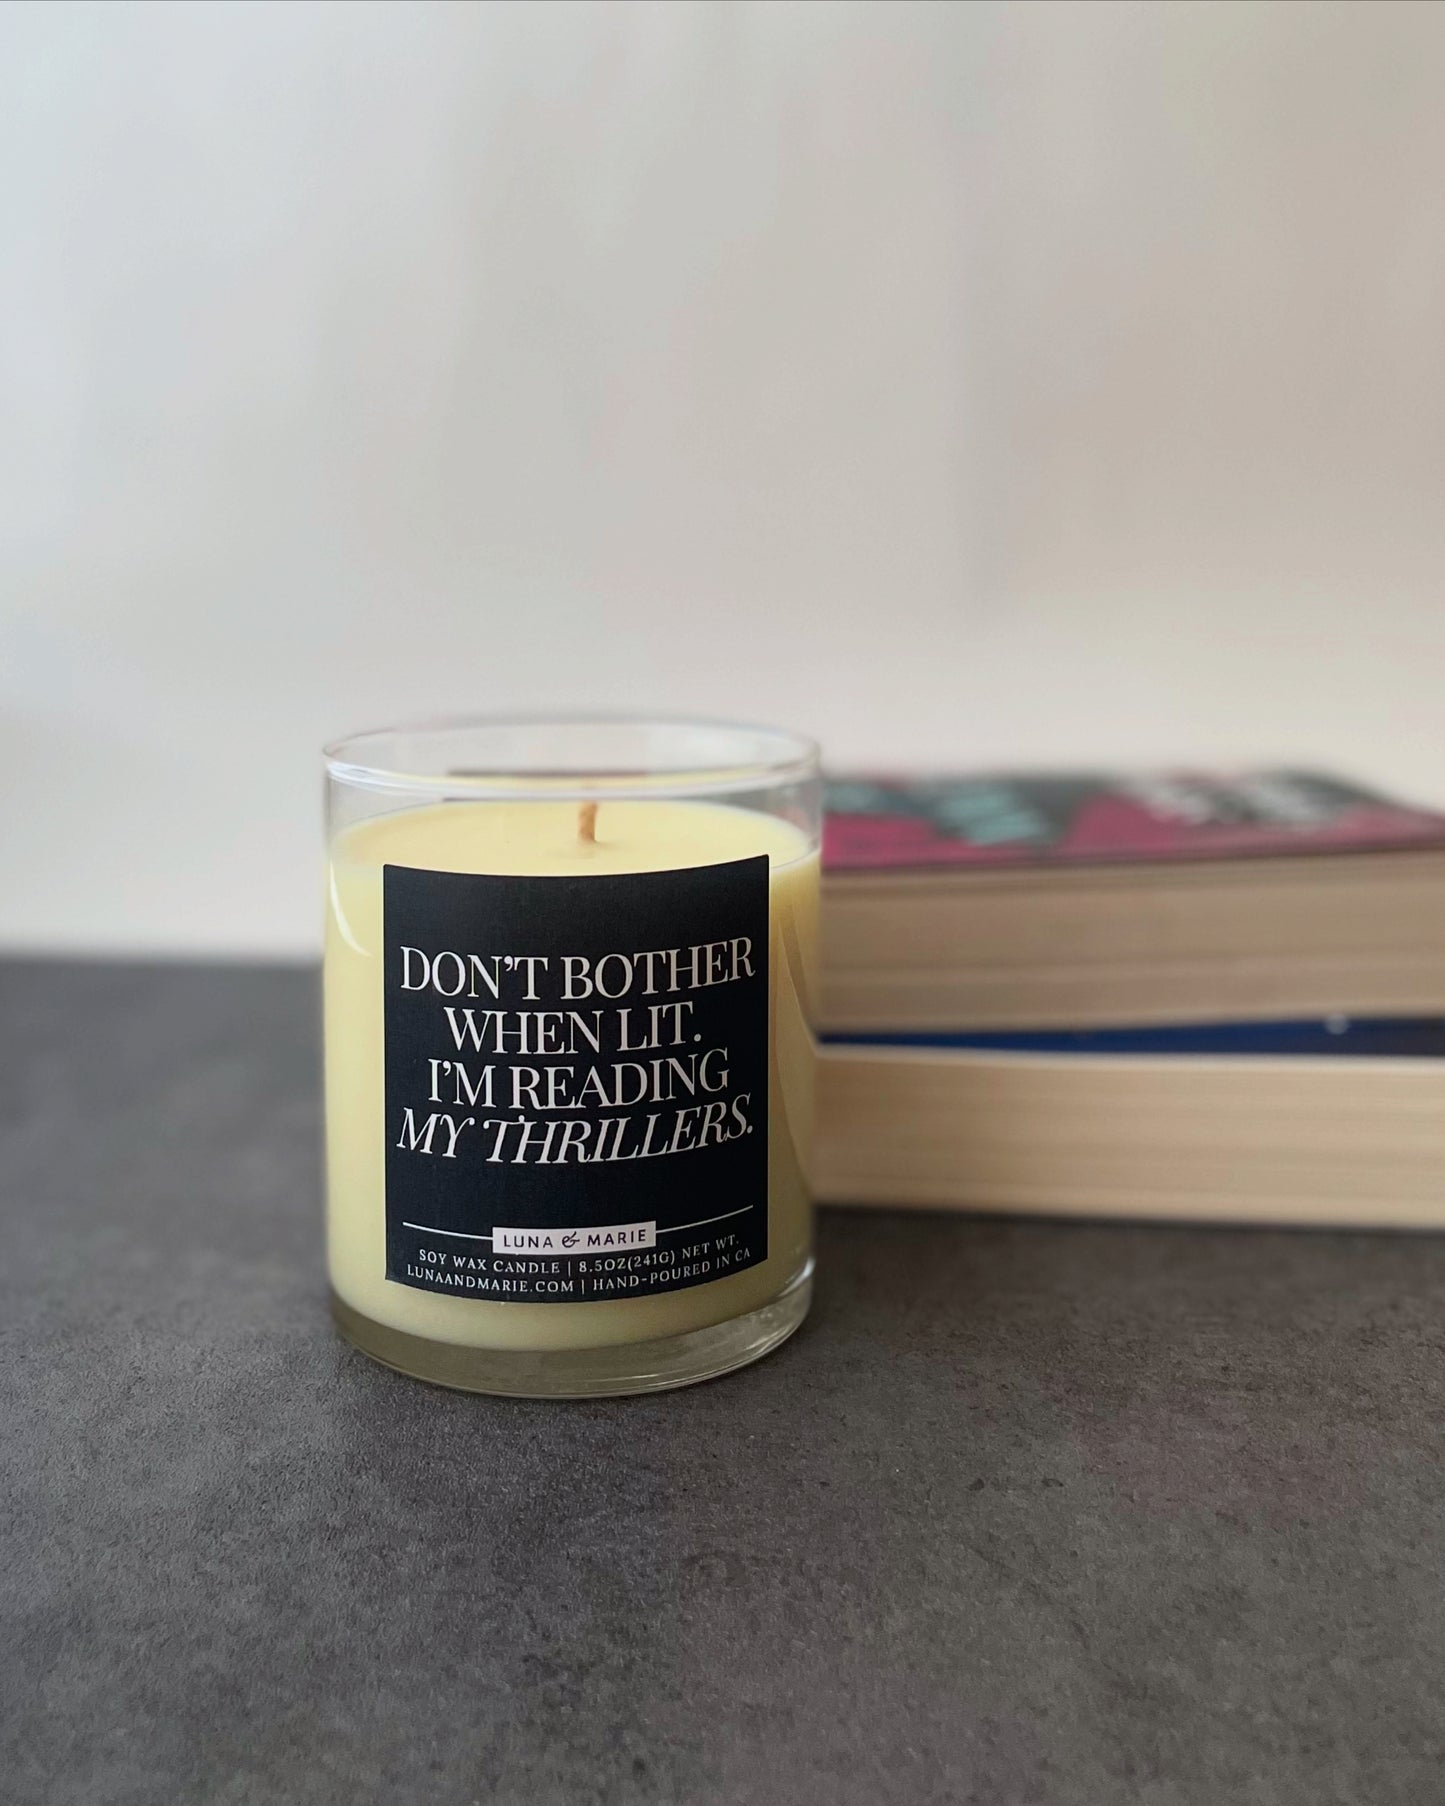 DON'T BOTHER
WHEN LIT.
I'M READING
MY THRILLERS.
LUNA & MARIE
SOY WAX CANDLE | 8.5OZ(241G) NET WT.
LUNAANDMARIE.COM | HAND-POURED IN CA